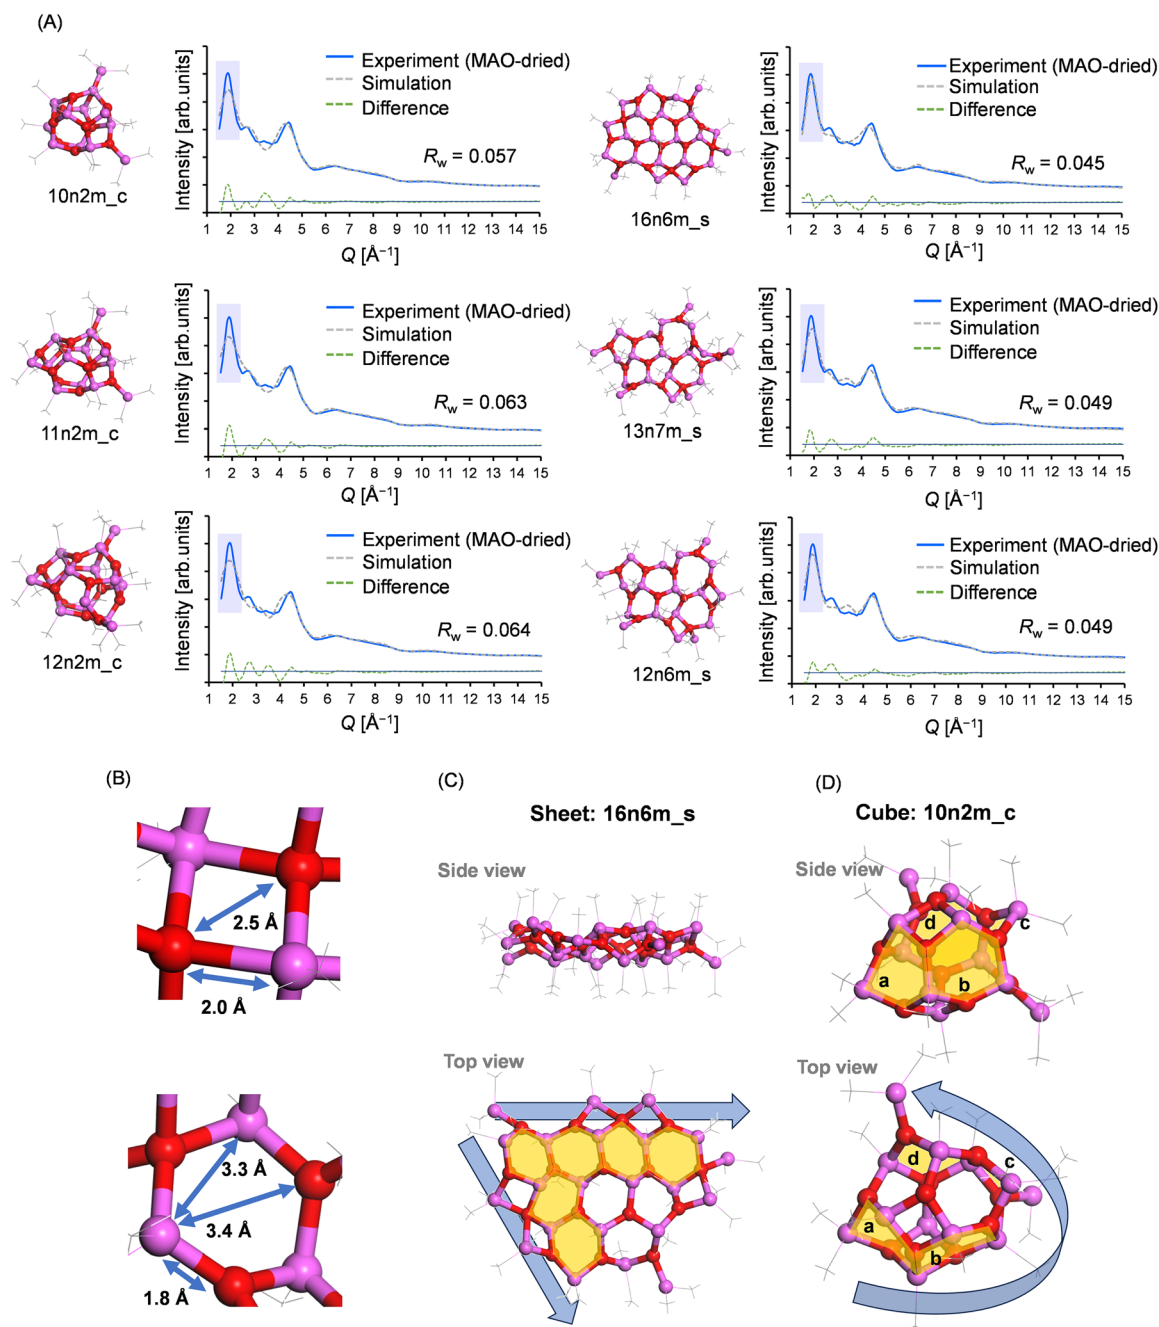 (A)
Intensity [arb.units]
Experiment (MAO-dried)
Simulation
Difference
Rw = 0.057
10n2m_c
1 2 3 4 5 6 7 8 9 10 11 12 13 14 15
Q [Å−1]
Intensity [arb.units]
Experiment (MAO-dried)
Simulation
Difference
Rw = 0.045
16n6m_s
1 2 3 4 5 6 7 8 9 10 11 12 13 14 15
Q [Å−1]
Intensity [arb.units]
Experiment (MAO-dried)
Simulation
Difference
Rw = 0.063
11n2m_c
1 2 3 4 5 6 7 8 9 10 11 12 13 14 15
Q [Å−1]
Intensity [arb.units]
Experiment (MAO-dried)
Simulation
Difference
Rw = 0.049
13n7m_s
1 2 3 4 5 6 7 8 9 10 11 12 13 14 15
Q [Å−1]
Intensity [arb.units]
Experiment (MAO-dried)
Simulation
Difference
Rw = 0.064
12n2m_c
1 2 3 4 5 6 7 8 9 10 11 12 13 14 15
Q [Å−1]
Intensity [arb.units]
Experiment (MAO-dried)
Simulation
Difference
Rw = 0.049
12n6m_s
1 2 3 4 5 6 7 8 9 10 11 12 13 14 15
Q [Å−1]
(B)
2.5 Å
2.0 Å
3.3 Å
3.4 Å
1.8 Å
(C)
Sheet: 16n6m_s
Side view
Top view
(D)
Cube: 10n2m_c
Side view
d
c
a
b
Top view
d
c
a
b